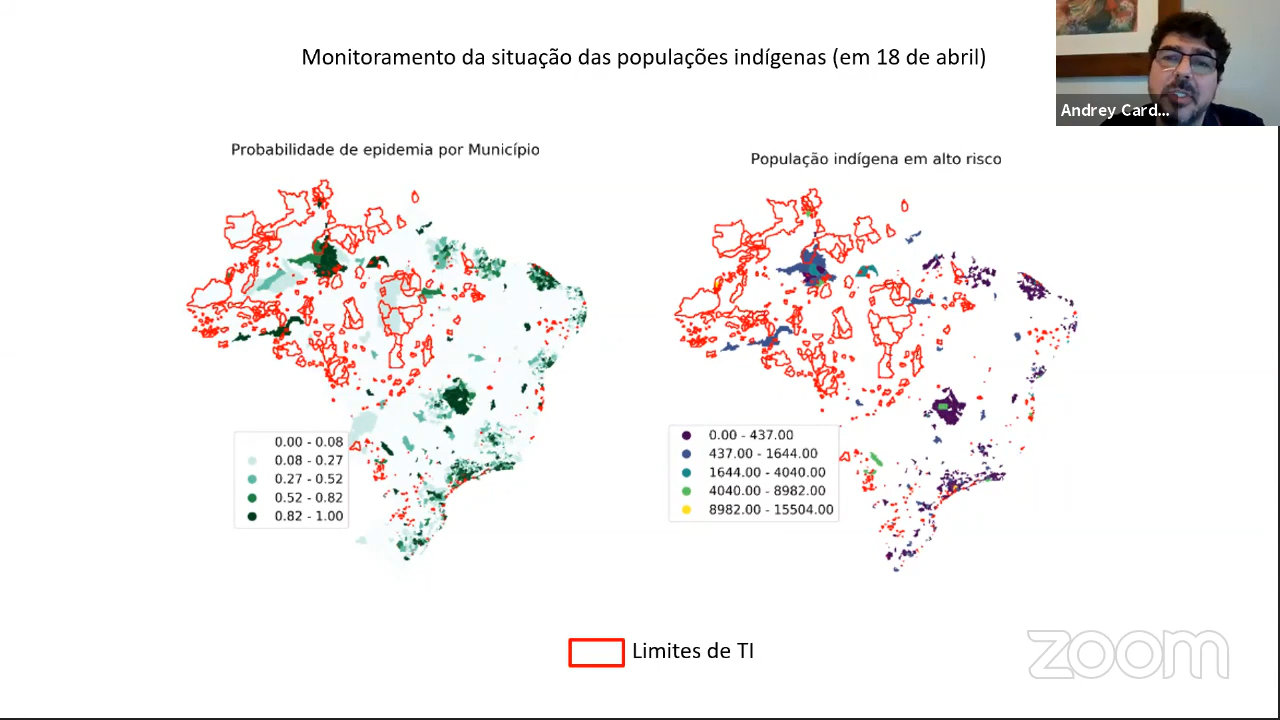 Monitoramento da situação das populações indígenas (em 18 de abril)
Andrey Card...
Probabilidade de epidemia por Município
0.00 - 0.08
0.08 - 0.27
0.27 - 0.52
0.52 - 0.82
0.82 - 1.00
População indígena em alto risco
0.00 - 437.00
437.00 - 1644.00
1644.00 - 4040.00
4040.00 - 8982.00
8982.00 - 15504.00
Limites de TI
zoom